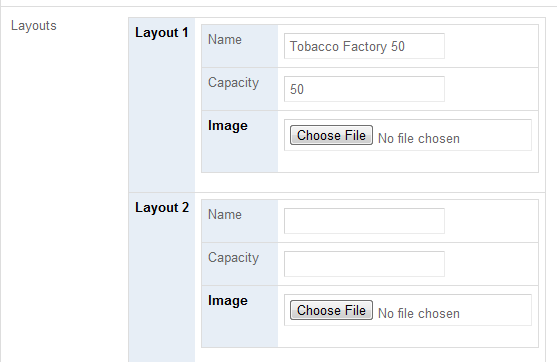 Layouts
Layout 1
Name
Tobacco Factory 50
Capacity
50
Image
Choose File No file chosen
Layout 2
Name
Capacity
Image
Choose File No file chosen